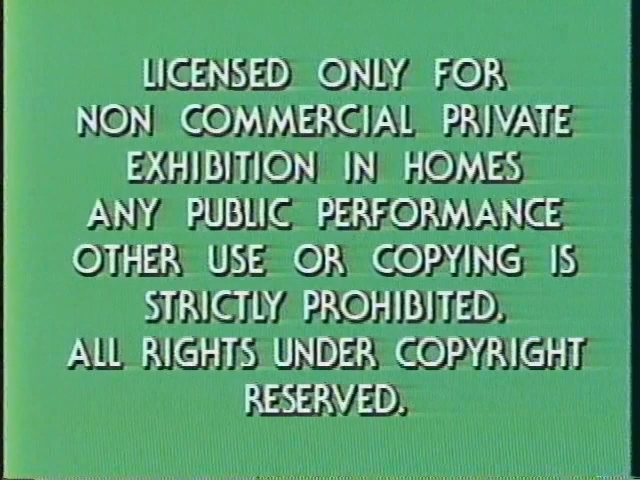 LICENSED ONLY FOR
NON COMMERCIAL PRIVATE
EXHIBITION IN HOMES
ANY PUBLIC PERFORMANCE
OTHER USE OR COPYING IS
STRICTLY PROHIBITED.
ALL RIGHTS UNDER COPYRIGHT
RESERVED.